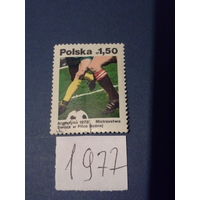 Polska 1,50
Argentyna 1978 Mistrzostwa
Świata w Piłce Nożnej
1977